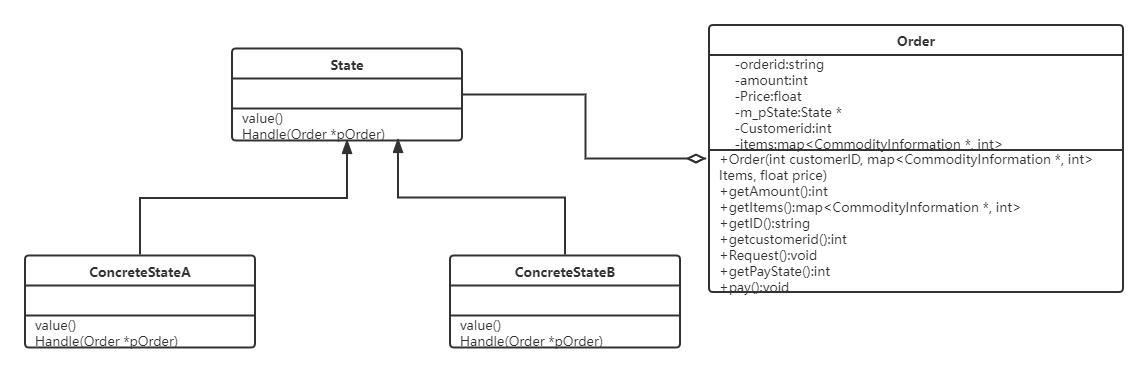 State
value()
Handle(Order *pOrder)
Order
-orderid:string
-amount:int
-Price:float
-m_pState:State *
-Customerid:int
-items:map<CommodityInformation *, int>
+Order(int customerID, map<CommodityInformation *, int>
Items, float price)
+getAmount():int
+getItems():map<CommodityInformation *, int>
+getID():string
+getcustomerid():int
+Request():void
+getPayState():int
+pay():void
ConcreteStateA
value()
Handle(Order *pOrder)
ConcreteStateB
value()
Handle(Order *pOrder)